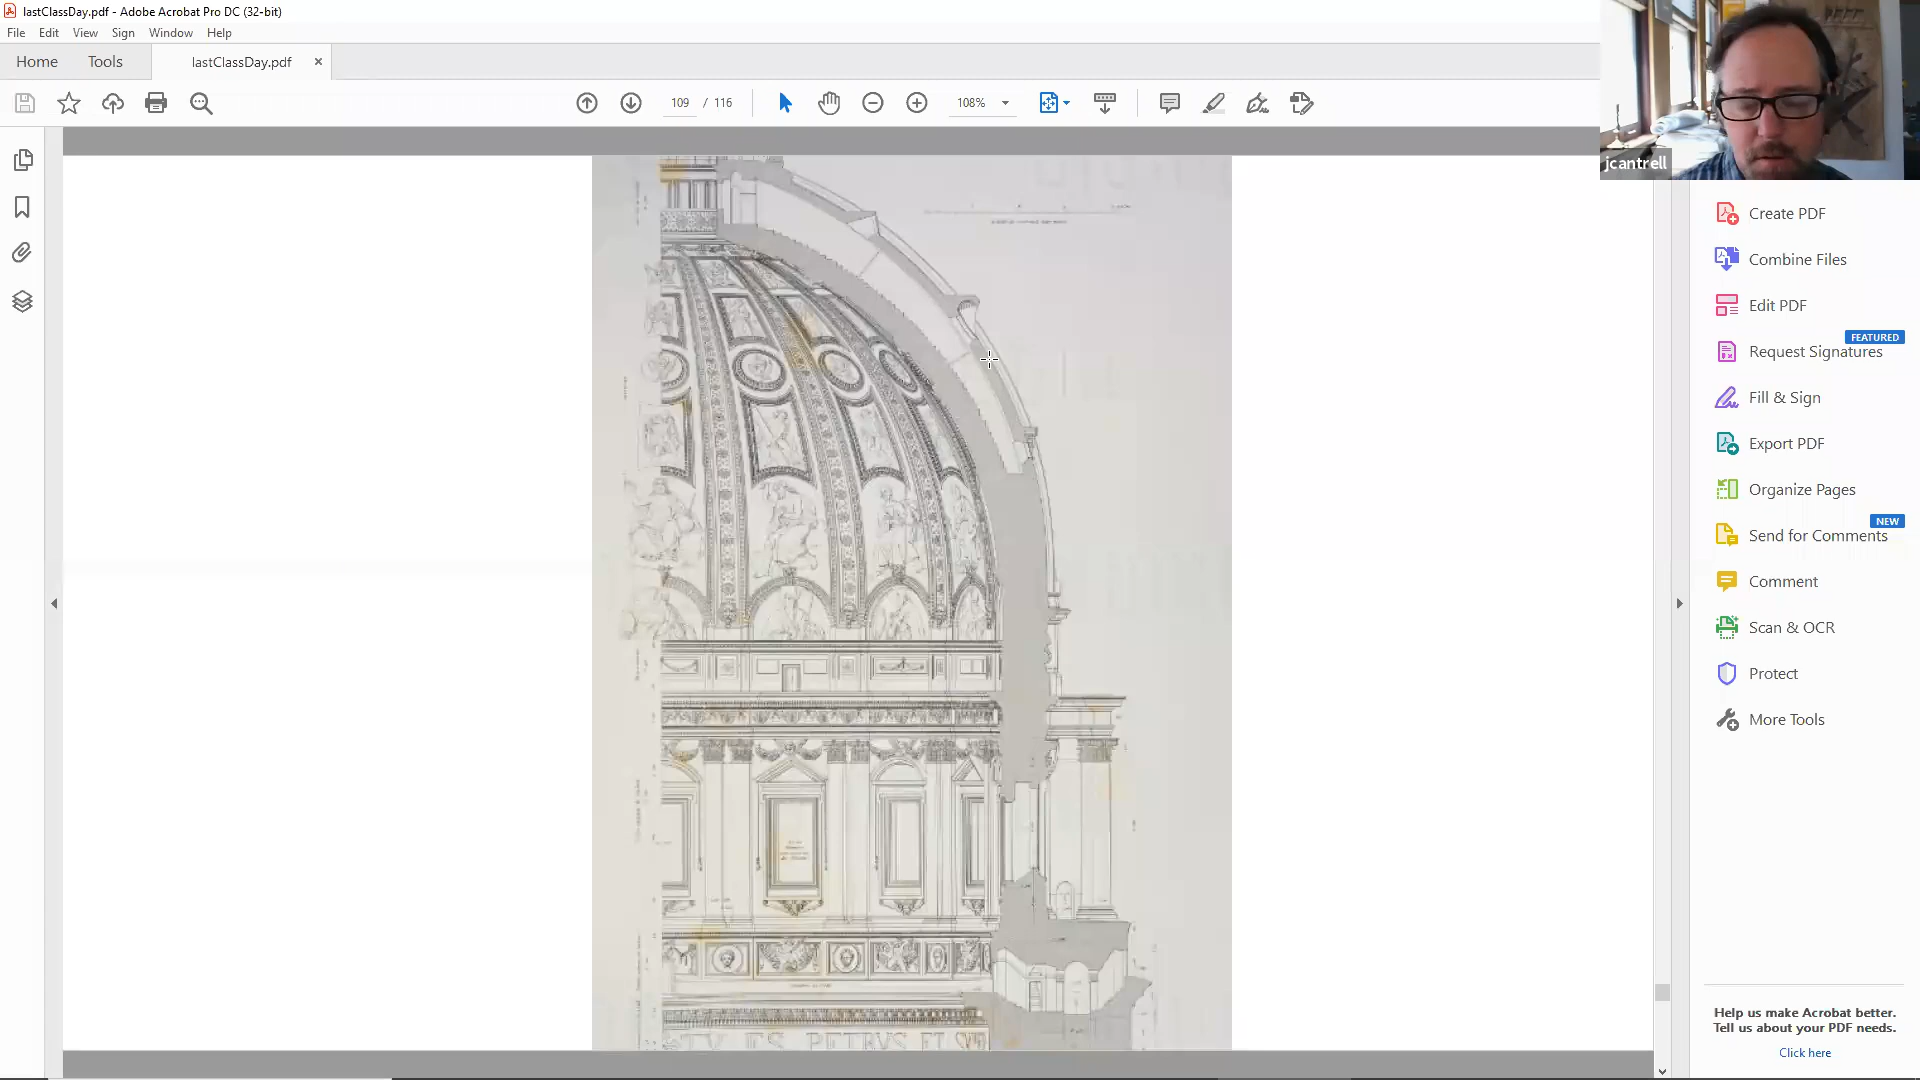 lastClassDay.pdf - Adobe Acrobat Pro DC (32-bit)
File Edit View Sign Window Help
Home Tools lastClassDay.pdf
109 / 116
108%
jcantrell
Create PDF
Combine Files
Edit PDF
FEATURED
Request Signatures
Fill & Sign
Export PDF
Organize Pages
NEW
Send for Comments
Comment
Scan & OCR
Protect
More Tools
PETRVS ET
Help us make Acrobat better.
Tell us about your PDF needs.
Click here